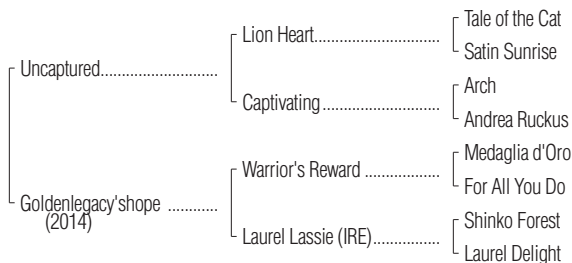 Tale of the Cat
Lion Heart
Satin Sunrise
Uncaptured
Arch
Captivating
Andrea Ruckus
Medaglia d'Oro
Warrior's Reward
For All You Do
Goldenlegacy'shope
(2014)
Shinko Forest
Laurel Lassie (IRE)
Laurel Delight